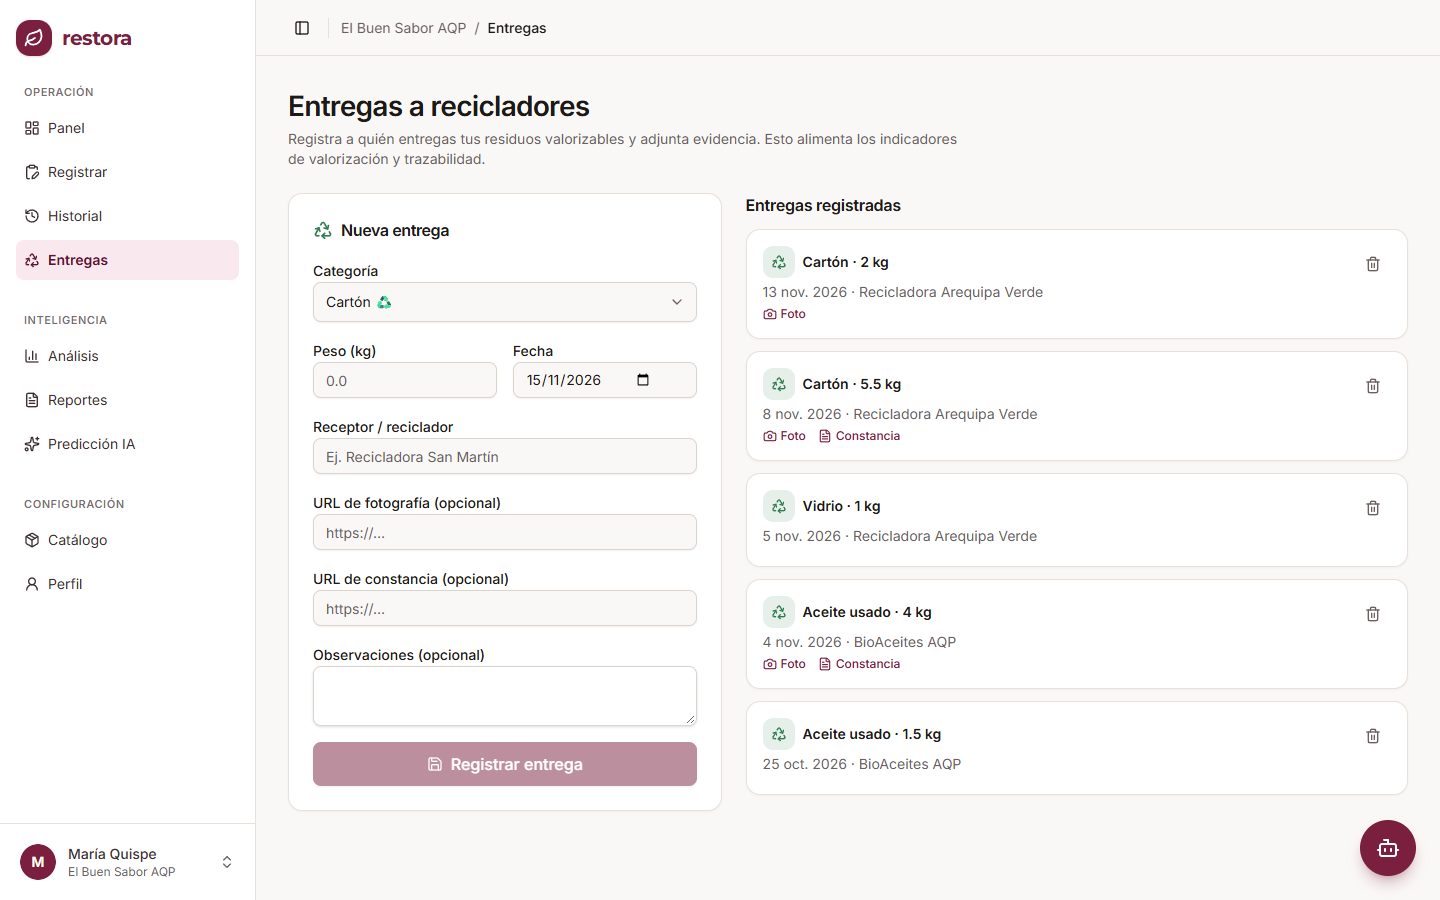 restora
OPERACIÓN
Panel
Registrar
Historial
Entregas
INTELIGENCIA
Análisis
Reportes
Predicción IA
CONFIGURACIÓN
Catálogo
Perfil
M
María Quispe
El Buen Sabor AQP
El Buen Sabor AQP / Entregas
Entregas a recicladores
Registra a quién entregas tus residuos valorizables y adjunta evidencia. Esto alimenta los indicadores
de valorización y trazabilidad.
Nueva entrega
Categoría
Cartón ♻️
Peso (kg)
0.0
Fecha
15/11/2026
Receptor / reciclador
Ej. Recicladora San Martín
URL de fotografía (opcional)
https://...
URL de constancia (opcional)
https://...
Observaciones (opcional)
Registrar entrega
Entregas registradas
Cartón · 2 kg
13 nov. 2026 · Recicladora Arequipa Verde
Foto
Cartón · 5.5 kg
8 nov. 2026 · Recicladora Arequipa Verde
Foto Constancia
Vidrio · 1 kg
5 nov. 2026 · Recicladora Arequipa Verde
Aceite usado · 4 kg
4 nov. 2026 · BioAceites AQP
Foto Constancia
Aceite usado · 1.5 kg
25 oct. 2026 · BioAceites AQP